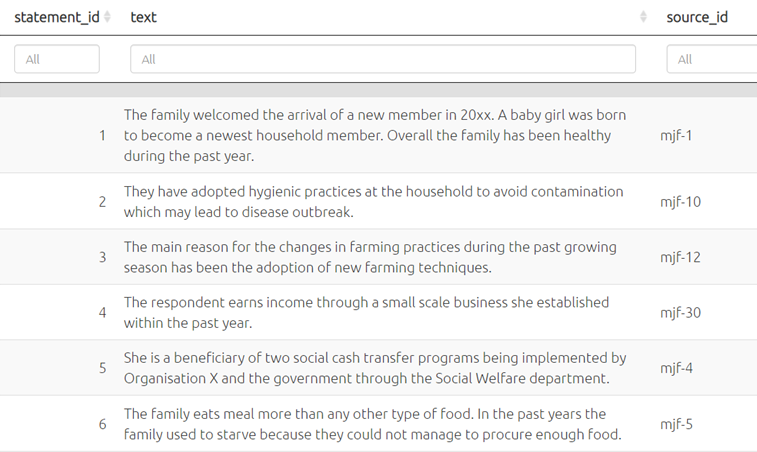 statement_id text source_id
All All All
1 The family welcomed the arrival of a new member in 20xx. A baby girl was born mjf-1
to become a newest household member. Overall the family has been healthy
during the past year.
2 They have adopted hygienic practices at the household to avoid contamination mjf-10
which may lead to disease outbreak.
3 The main reason for the changes in farming practices during the past growing mjf-12
season has been the adoption of new farming techniques.
4 The respondent earns income through a small scale business she established mjf-30
within the past year.
5 She is a beneficiary of two social cash transfer programs being implemented by mjf-4
Organisation X and the government through the Social Welfare department.
6 The family eats meal more than any other type of food. In the past years the mjf-5
family used to starve because they could not manage to procure enough food.